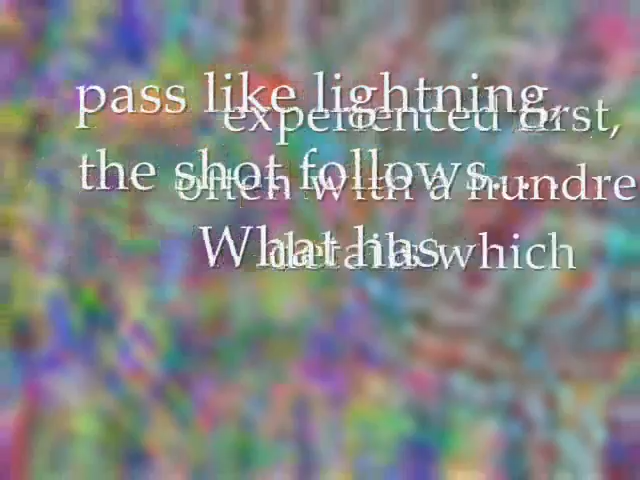 pass like lightning,
the shot follows. . .
What has
experienced first,
often with a hundre
details which